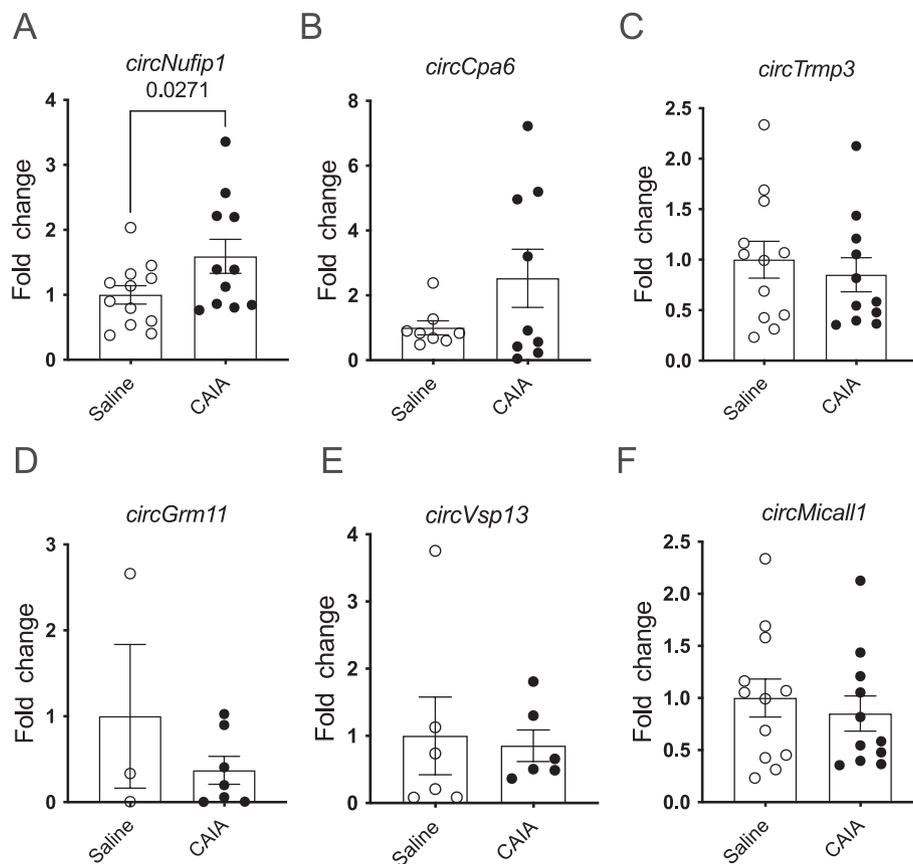 A
circNufip1
0.0271
Fold change
4
3
2
1
0
Saline
CAIA
B
circCpa6
Fold change
8
6
4
2
0
Saline
CAIA
C
circTrmp3
Fold change
2.5
2.0
1.5
1.0
0.5
0.0
Saline
CAIA
D
circGrm11
Fold change
3
2
1
0
Saline
CAIA
E
circVsp13
Fold change
4
3
2
1
0
Saline
CAIA
F
circMicall1
Fold change
2.5
2.0
1.5
1.0
0.5
0.0
Saline
CAIA